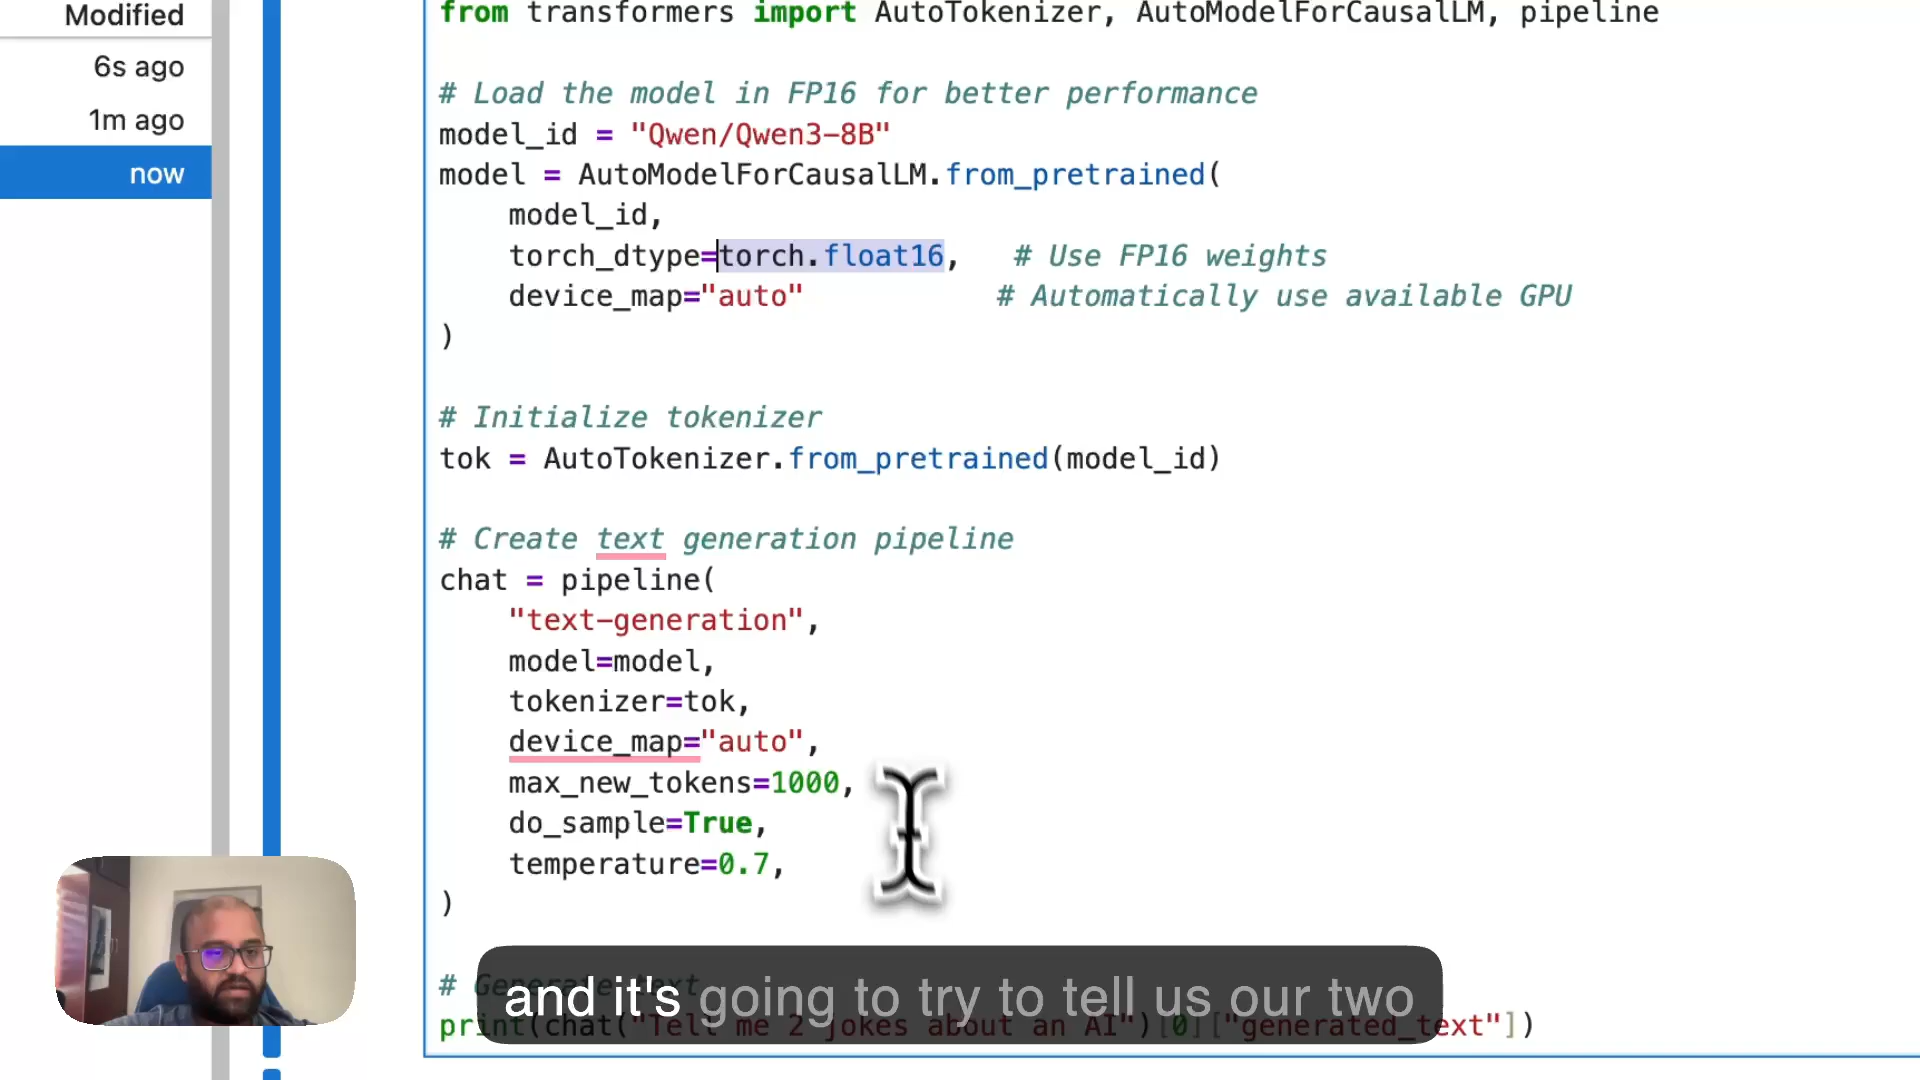 Modified
6s ago
1m ago
now
from transformers import AutoTokenizer, AutoModelForCausalLM, pipeline
# Load the model in FP16 for better performance
model_id = "Qwen/Qwen3-8B"
model = AutoModelForCausalLM.from_pretrained(
    model_id,
    torch_dtype=torch.float16,   # Use FP16 weights
    device_map="auto"           # Automatically use available GPU
)
# Initialize tokenizer
tok = AutoTokenizer.from_pretrained(model_id)
# Create text generation pipeline
chat = pipeline(
    "text-generation",
    model=model,
    tokenizer=tok,
    device_map="auto",
    max_new_tokens=1000,
    do_sample=True,
    temperature=0.7,
)
# Generate text
and it's going to try to tell us our two
print(chat("Tell me 2 jokes about an AI")[0]["generated_text"])